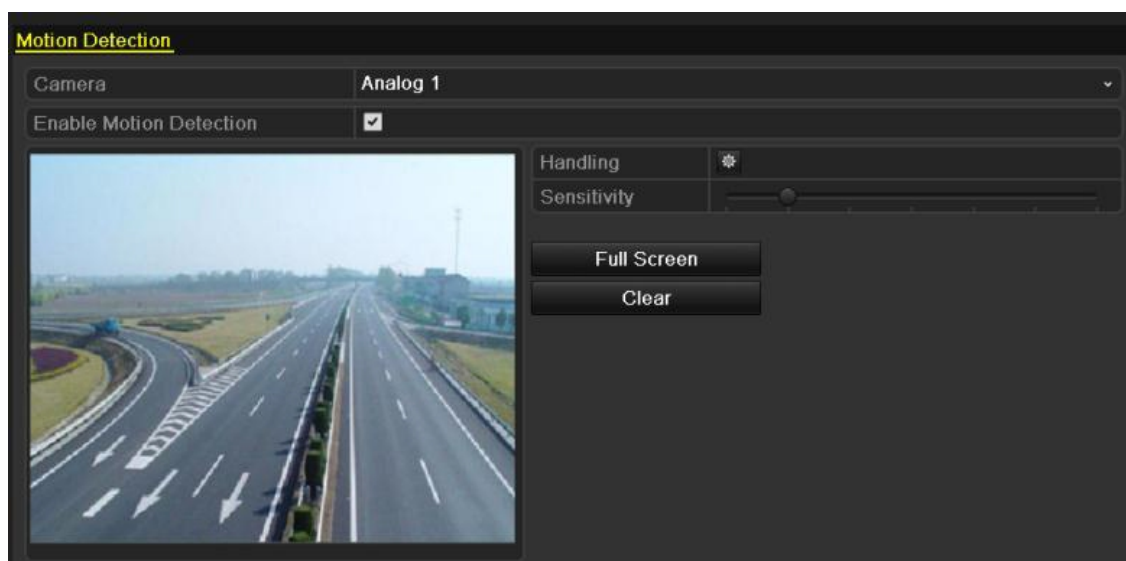 Motion Detection
Camera Analog 1
Enable Motion Detection
Handling
Sensitivity
Full Screen
Clear